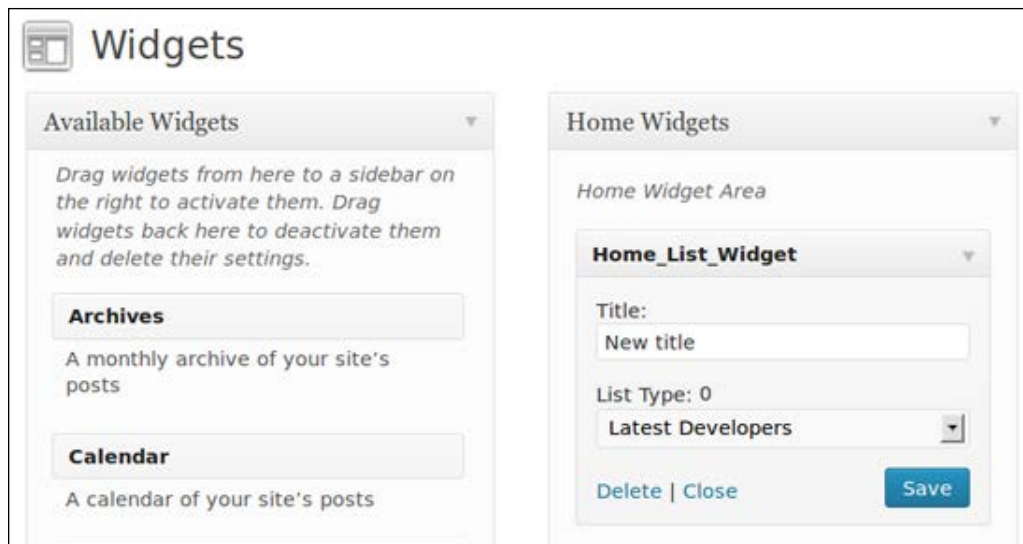 Widgets
Available Widgets
Drag widgets from here to a sidebar on
the right to activate them. Drag
widgets back here to deactivate them
and delete their settings.
Archives
A monthly archive of your site's
posts
Calendar
A calendar of your site's posts
Home Widgets
Home Widget Area
Home_List_Widget
Title:
New title
List Type: 0
Latest Developers
Delete | Close
Save